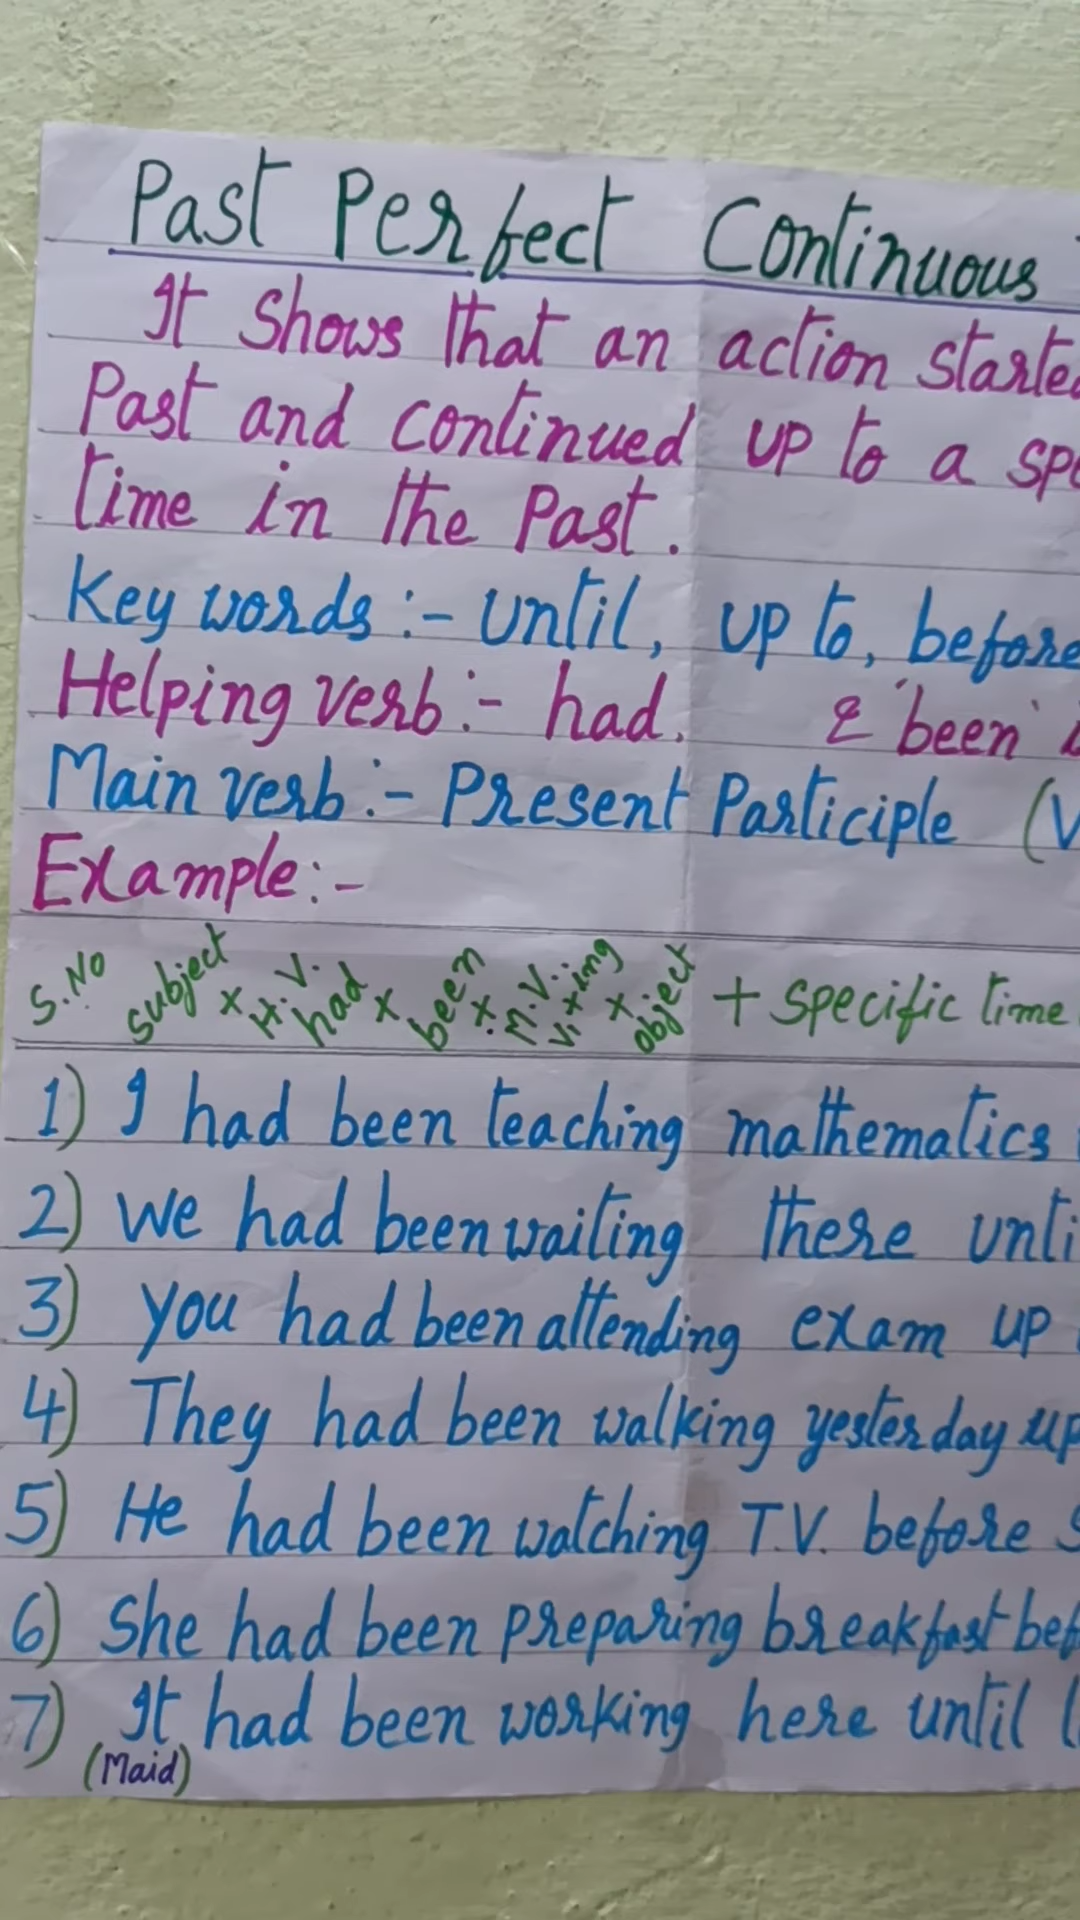 Past Perfect Continuous
It shows that an action starte
Past and continued up to a spe
time in the Past.
Key words:- until, up to, before
Helping verb:- had. & 'been'
Main verb:- Present Participle (V
Example:-
S.No Subject x H.V. had x been x M.V. V1+ing x object + specific time
1) I had been teaching mathematics
2) We had been waiting there unti
3) you had been attending exam up
4) They had been walking yesterday up
5) He had been watching T.V. before S
6) She had been preparing breakfast bef
7) It had been working here until
(Maid)